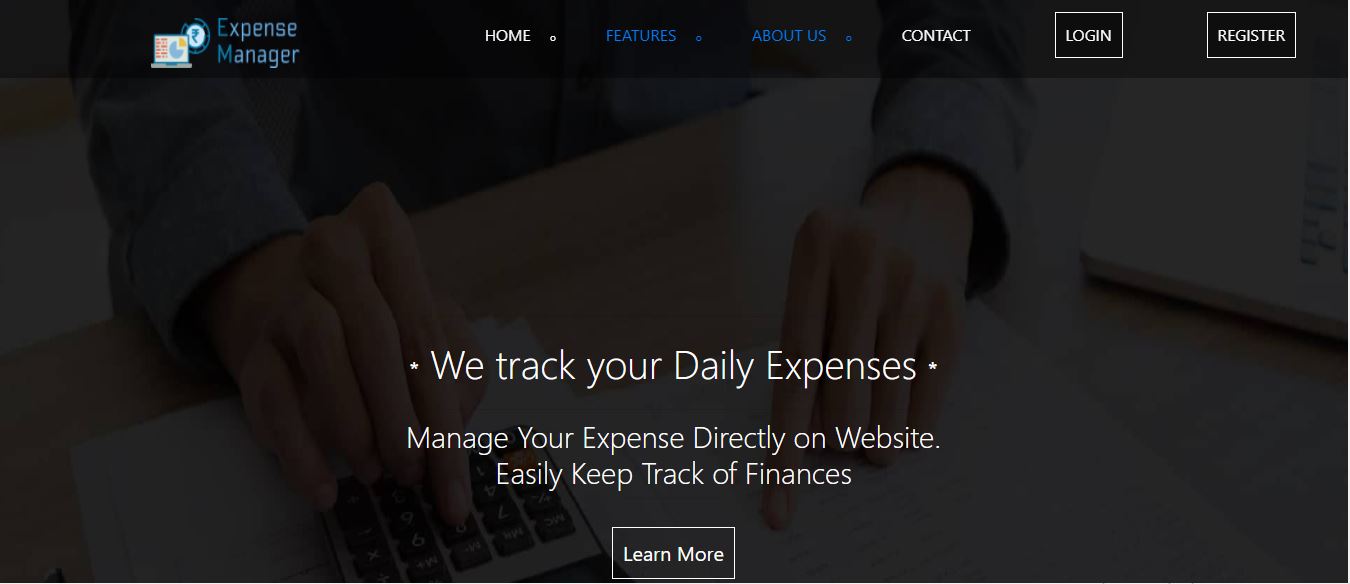 Expense
Manager
HOME
FEATURES
ABOUT US
CONTACT
LOGIN
REGISTER
* We track your Daily Expenses *
Manage Your Expense Directly on Website.
Easily Keep Track of Finances
Learn More